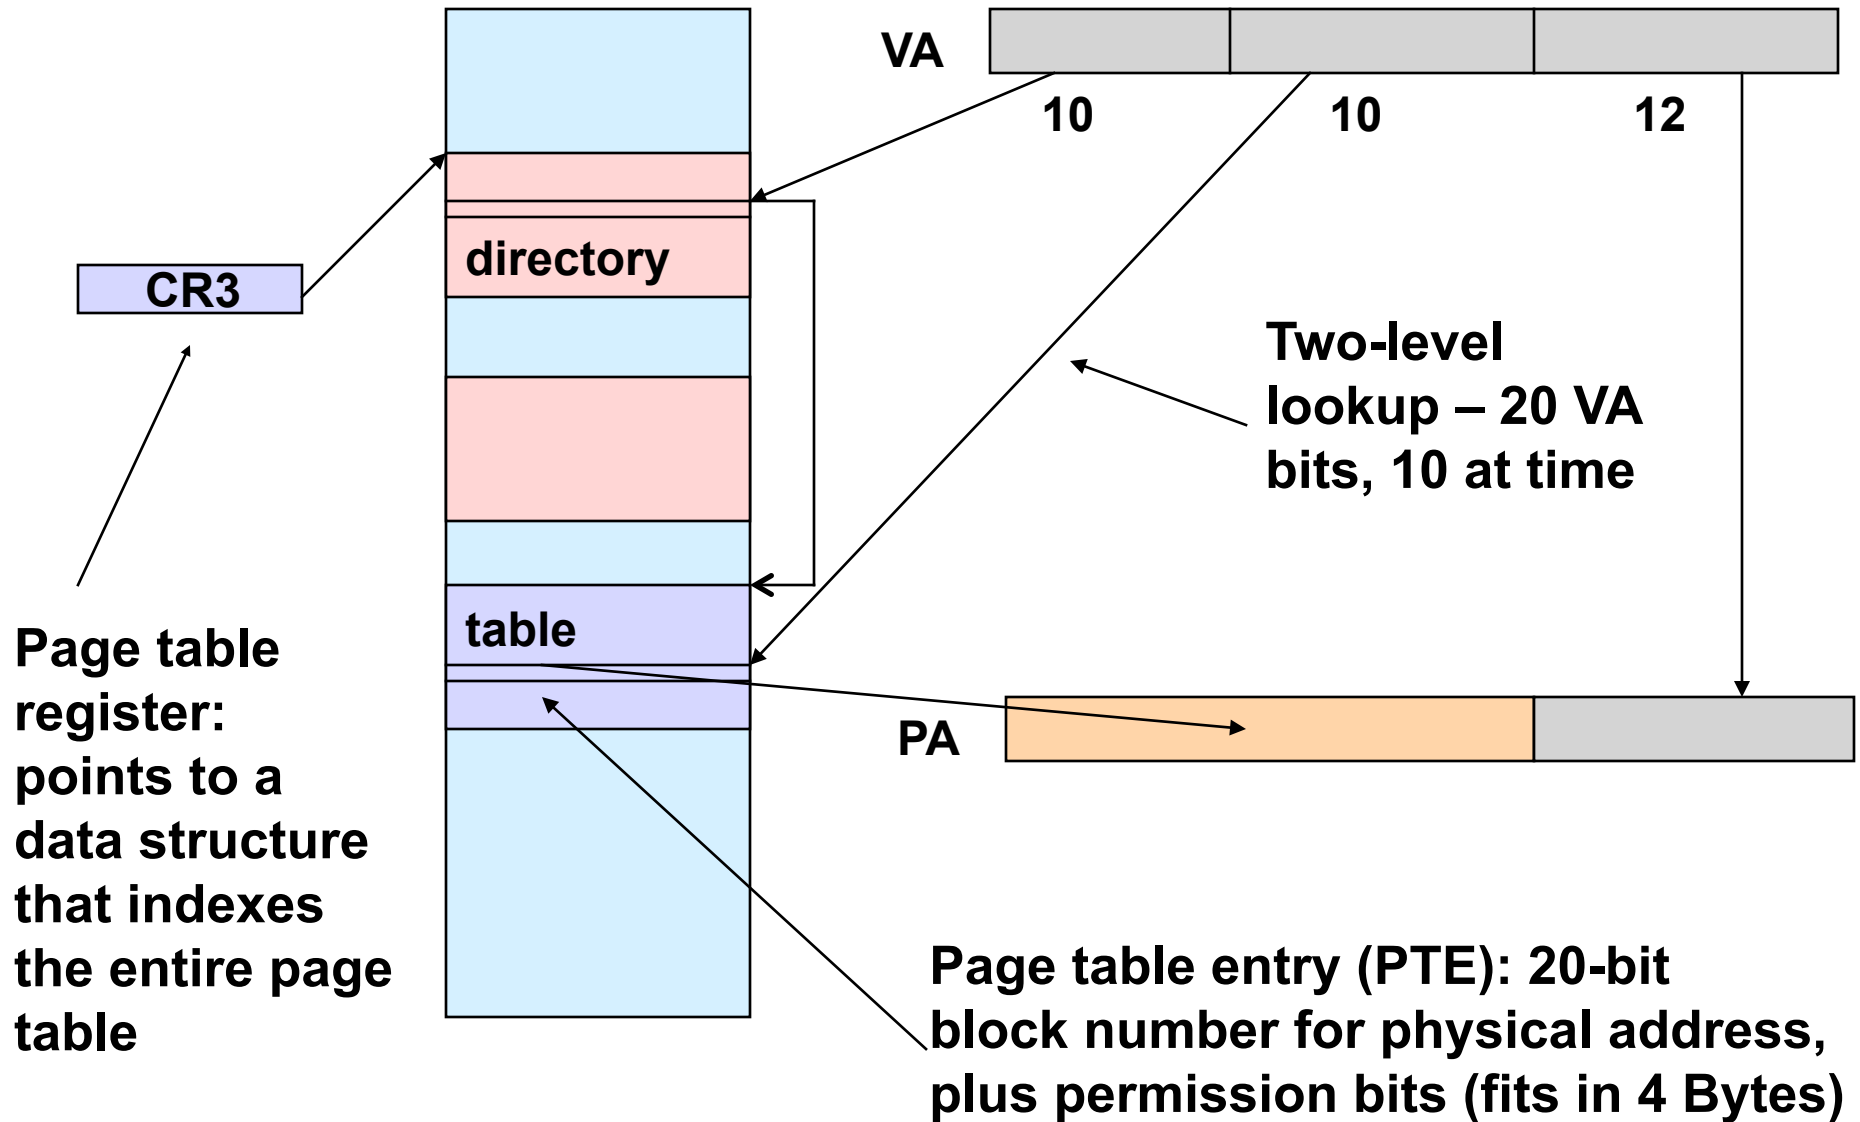 VA
10
10
12
directory
CR3
Two-level
lookup – 20 VA
bits, 10 at time
table
Page table
register:
points to a
data structure
that indexes
the entire page
table
PA
Page table entry (PTE): 20-bit
block number for physical address,
plus permission bits (fits in 4 Bytes)